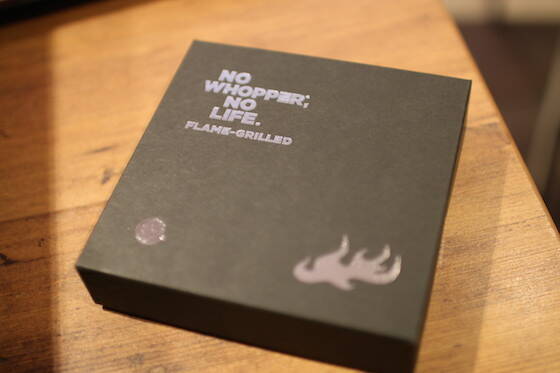 NO
WHOPPER;
NO
LIFE.
FLAME-GRILLED